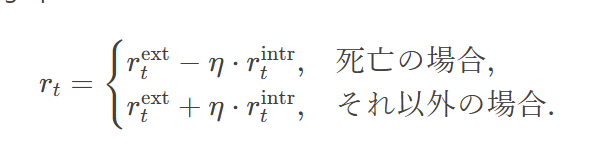 r_t = { r_t^ext − η · r_t^intr, 死亡の場合,
r_t^ext + η · r_t^intr, それ以外の場合.